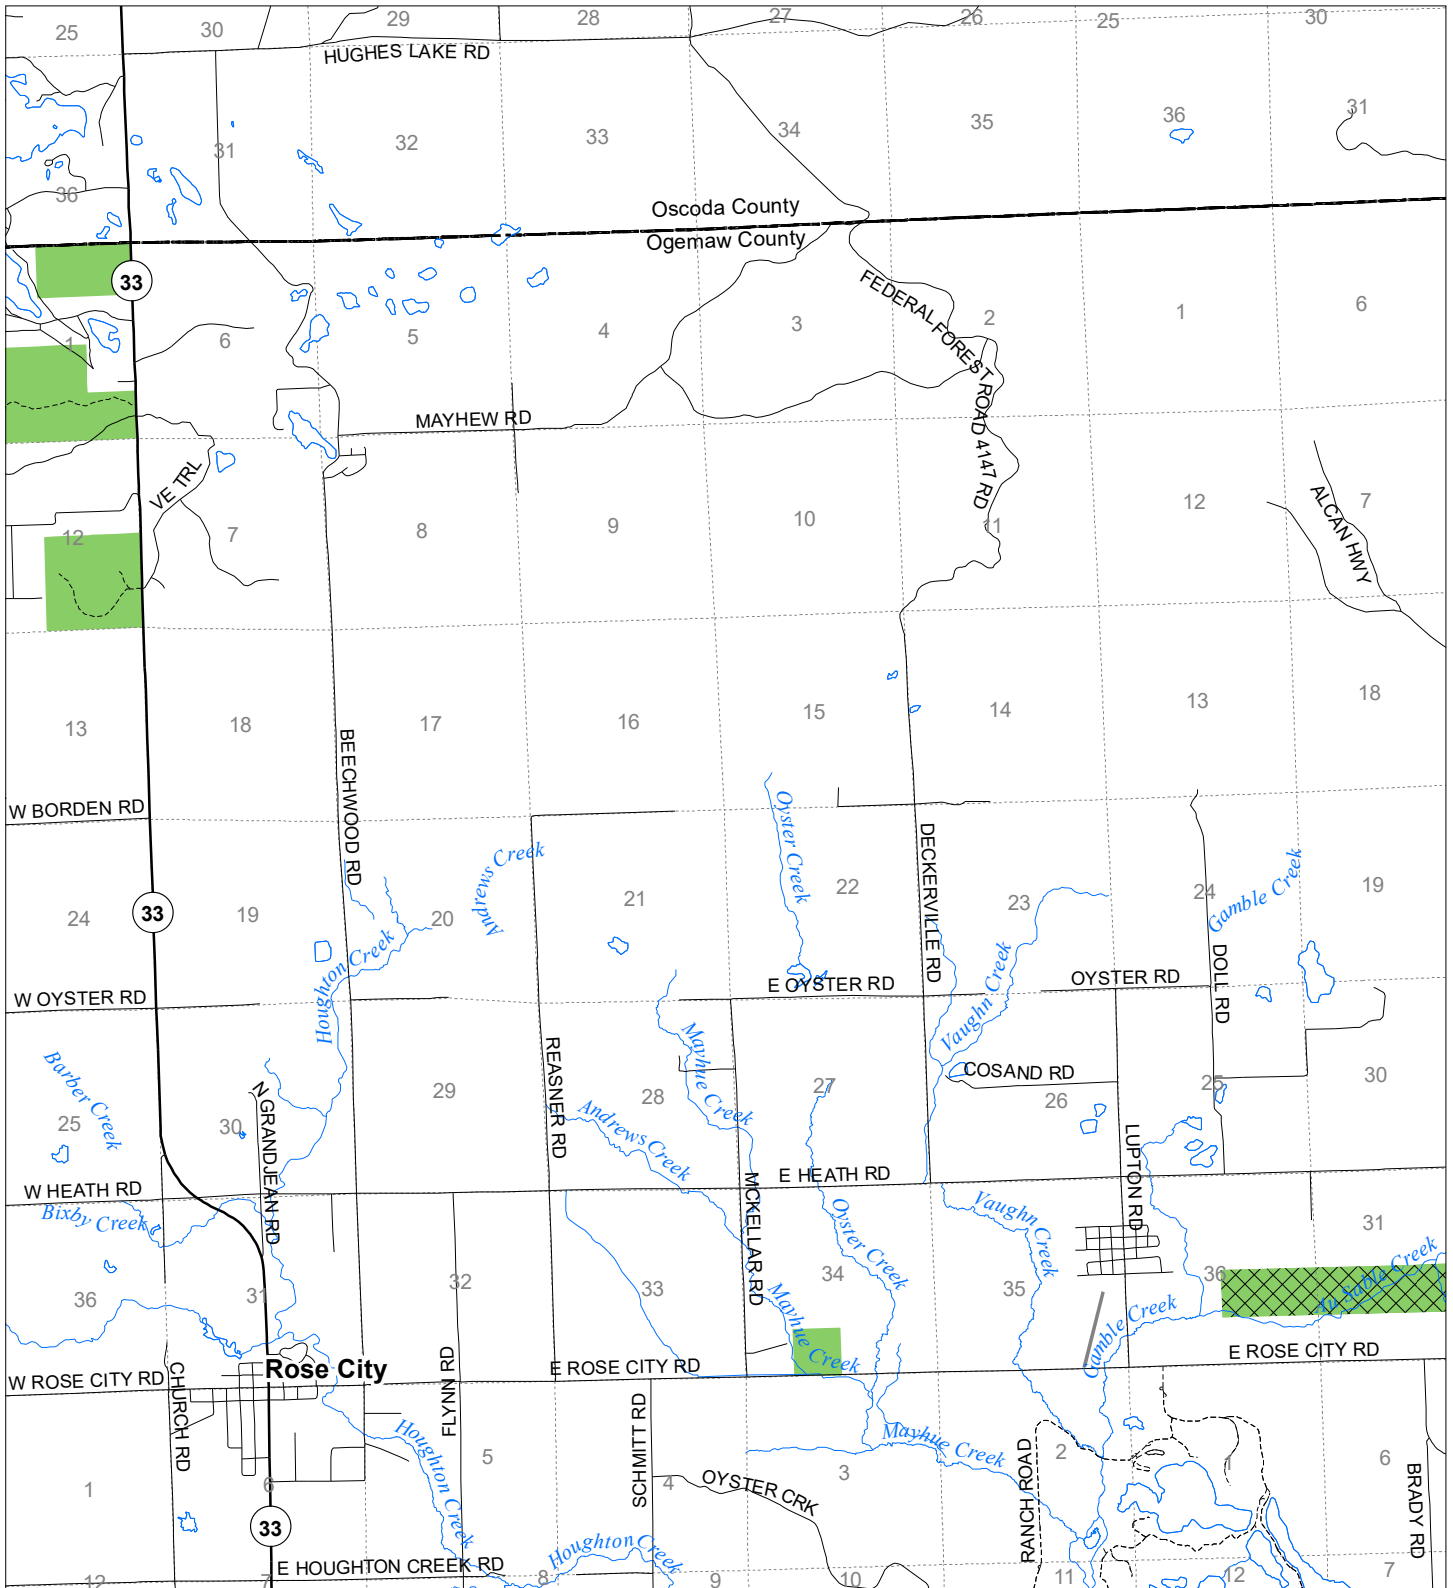 25
30
29
28
27
26
25
30
HUGHES LAKE RD
31
32
33
34
35
36
31
36
Oscoda County
Ogemaw County
33
FEDERAL FOREST ROAD 4147 RD
1
6
5
4
3
2
1
6
MAYHEW RD
VE TRL
ALCAN HWY
12
7
8
9
10
11
12
7
13
18
17
16
15
14
13
18
BEECHWOOD RD
W BORDEN RD
Oyster Creek
DECKERVILLE RD
Andrews Creek
Gamble Creek
24
33
19
20
21
22
23
24
19
Houghton Creek
Vaughn Creek
DOLL RD
W OYSTER RD
E OYSTER RD
OYSTER RD
Barber Creek
N GRANDJEAN RD
REASNER RD
Mayhue Creek
COSAND RD
25
30
29
28
27
26
25
30
Andrews Creek
LUPTON RD
W HEATH RD
E HEATH RD
MCKELLAR RD
Bixby Creek
Oyster Creek
Vaughn Creek
Au Sable Creek
36
31
32
33
34
35
36
31
Mayhue Creek
Gamble Creek
Rose City
W ROSE CITY RD
E ROSE CITY RD
E ROSE CITY RD
CHURCH RD
FLYNN RD
SCHMITT RD
Houghton Creek
Mayhue Creek
RANCH ROAD
BRADY RD
1
6
5
4
3
2
1
6
OYSTER CRK
33
Houghton Creek
E HOUGHTON CREEK RD
12
7
8
9
10
11
12
7